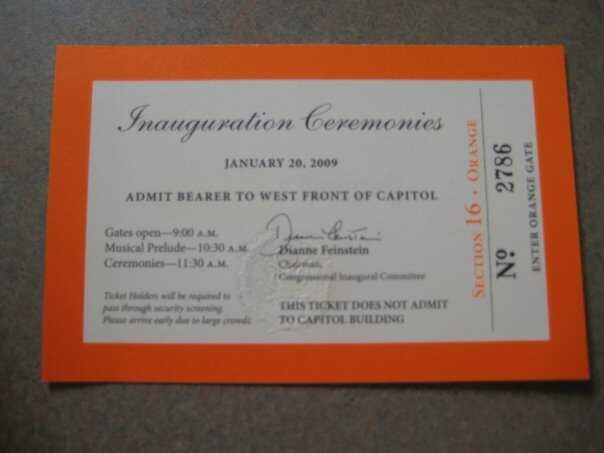 Inauguration Ceremonies
JANUARY 20, 2009
ADMIT BEARER TO WEST FRONT OF CAPITOL
Gates open—9:00 A.M.
Musical Prelude—10:30 A.M.
Ceremonies—11:30 A.M.
Dianne Feinstein
Dianne Feinstein
Chairman,
Congressional Inaugural Committee
Ticket Holders will be required to
pass through security screening.
Please arrive early due to large crowds.
THIS TICKET DOES NOT ADMIT
TO CAPITOL BUILDING
SECTION 16 · ORANGE
Nº 2786
ENTER ORANGE GATE